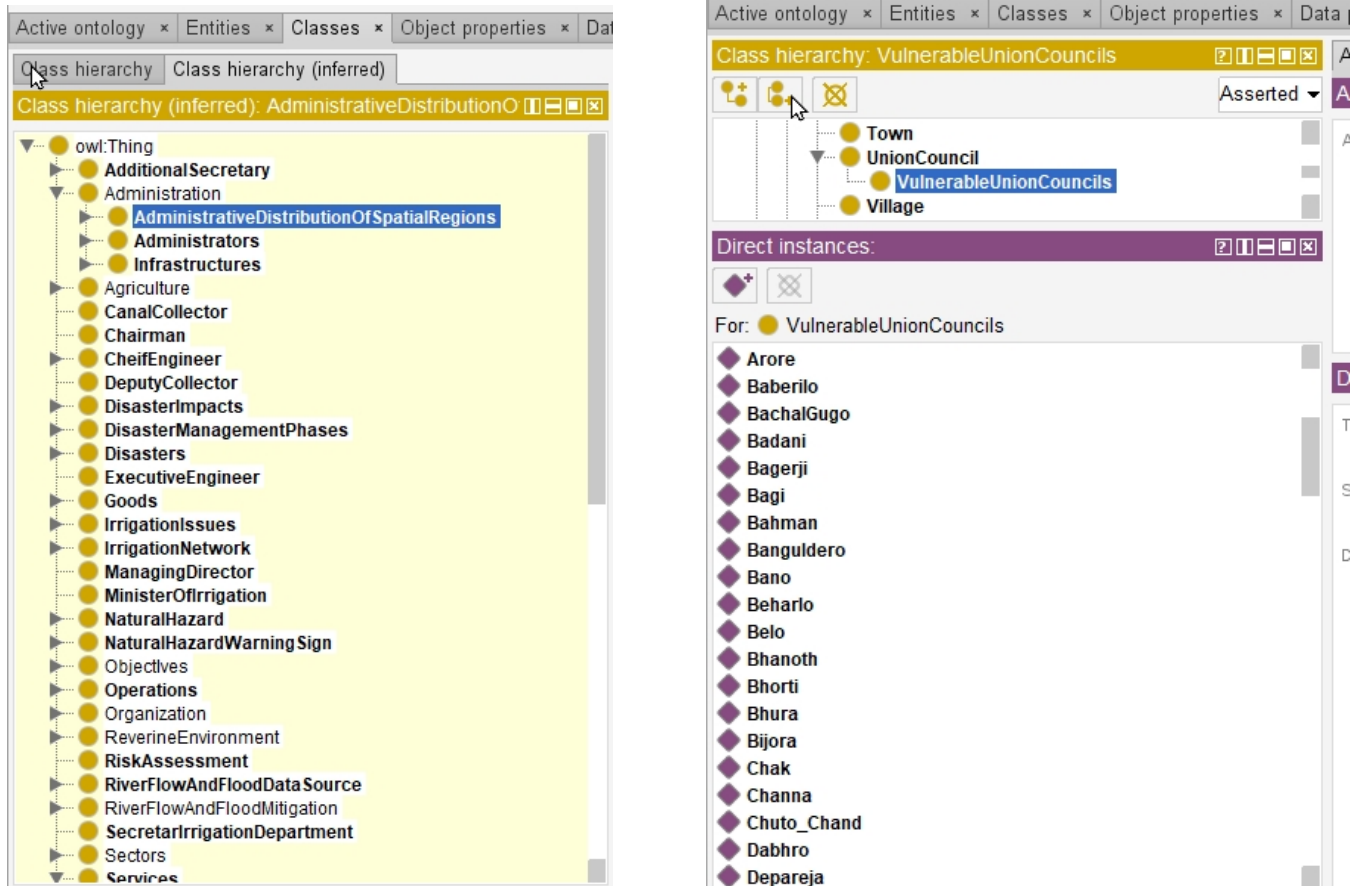 Active ontology × Entities × Classes × Object properties ×
Class hierarchy Class hierarchy (inferred)
Class hierarchy (inferred): AdministrativeDistributionO
owl:Thing
AdditionalSecretary
Administration
AdministrativeDistributionOfSpatialRegions
Administrators
Infrastructures
Agriculture
CanalCollector
Chairman
CheifEngineer
DeputyCollector
DisasterImpacts
DisasterManagementPhases
Disasters
ExecutiveEngineer
Goods
IrrigationIssues
IrrigationNetwork
ManagingDirector
MinisterOfIrrigation
NaturalHazard
NaturalHazardWarningSign
Objectives
Operations
Organization
ReverineEnvironment
RiskAssessment
RiverFlowAndFloodDataSource
RiverFlowAndFloodMitigation
SecretarIrrigationDepartment
Sectors
Services
Active ontology × Entities × Classes × Object properties × Data
Class hierarchy: VulnerableUnionCouncils
Asserted
Town
UnionCouncil
VulnerableUnionCouncils
Village
Direct instances:
For: VulnerableUnionCouncils
Arore
Baberilo
BachalGugo
Badani
Bagerji
Bagi
Bahman
Banguldero
Bano
Beharlo
Belo
Bhanoth
Bhorti
Bhura
Bijora
Chak
Channa
Chuto_Chand
Dabhro
Depareja